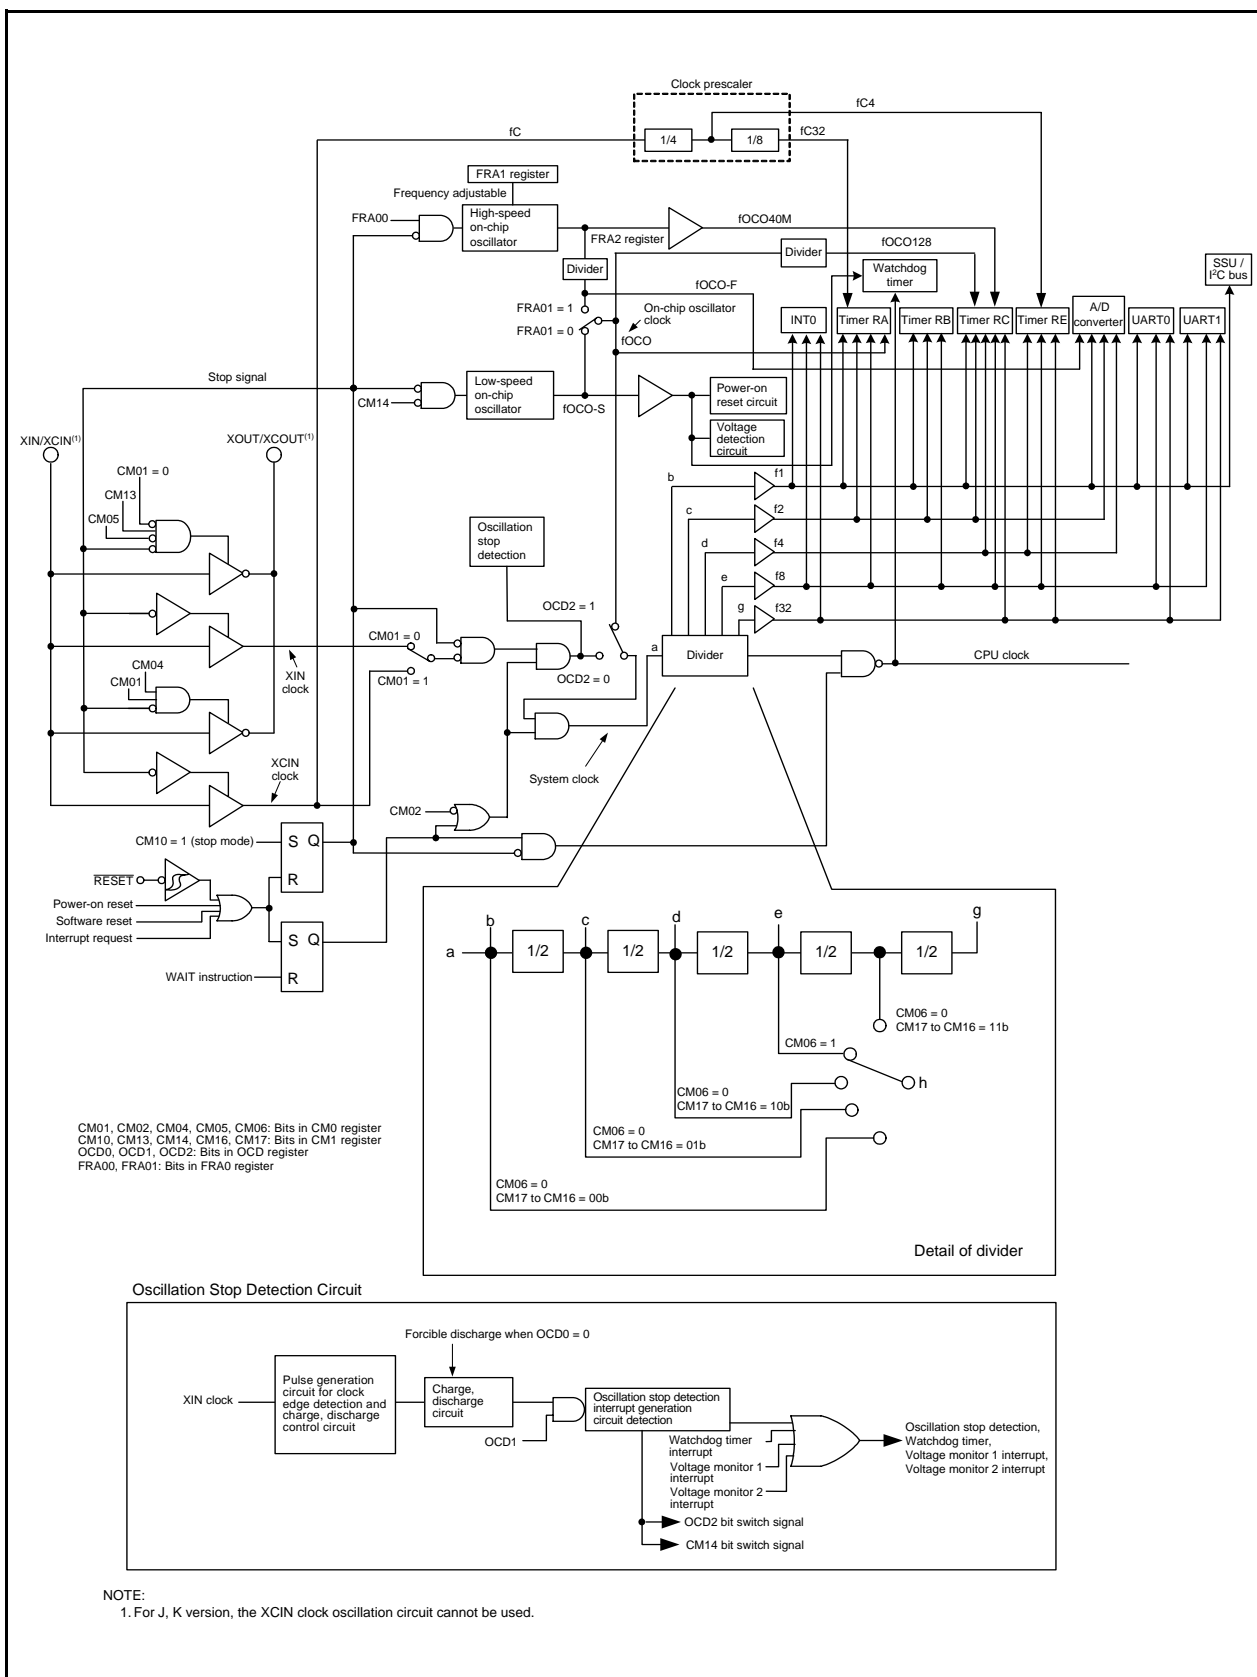 Clock prescaler
fC
1/4
1/8
fC4
fC32
FRA1 register
Frequency adjustable
FRA00
High-speed
on-chip
oscillator
FRA2 register
fOCO40M
Divider
fOCO128
Divider
fOCO-F
Watchdog
timer
SSU /
I²C bus
FRA01 = 1
FRA01 = 0
On-chip oscillator
clock
fOCO
INT0
Timer RA
Timer RB
Timer RC
Timer RE
A/D
converter
UART0
UART1
Stop signal
CM14
Low-speed
on-chip
oscillator
fOCO-S
Power-on
reset circuit
Voltage
detection
circuit
XIN/XCIN(1)
XOUT/XCOUT(1)
CM01 = 0
CM13
CM05
b
f1
c
f2
d
f4
e
f8
g
f32
Oscillation
stop
detection
OCD2 = 1
OCD2 = 0
CM01 = 0
CM01 = 1
XIN
clock
a
Divider
CPU clock
CM04
CM01
System clock
XCIN
clock
CM02
CM10 = 1 (stop mode)
S Q
R
RESET
Power-on reset
Software reset
Interrupt request
S Q
R
WAIT instruction
a
b
1/2
c
1/2
d
1/2
e
1/2
1/2
g
CM06 = 0
CM17 to CM16 = 11b
CM06 = 1
h
CM06 = 0
CM17 to CM16 = 10b
CM06 = 0
CM17 to CM16 = 01b
CM06 = 0
CM17 to CM16 = 00b
Detail of divider
CM01, CM02, CM04, CM05, CM06: Bits in CM0 register
CM10, CM13, CM14, CM16, CM17: Bits in CM1 register
OCD0, OCD1, OCD2: Bits in OCD register
FRA00, FRA01: Bits in FRA0 register
Oscillation Stop Detection Circuit
Forcible discharge when OCD0 = 0
XIN clock
Pulse generation
circuit for clock
edge detection and
charge, discharge
control circuit
Charge,
discharge
circuit
OCD1
Oscillation stop detection
interrupt generation
circuit detection
Watchdog timer
interrupt
Voltage monitor 1
interrupt
Voltage monitor 2
interrupt
Oscillation stop detection,
Watchdog timer,
Voltage monitor 1 interrupt,
Voltage monitor 2 interrupt
OCD2 bit switch signal
CM14 bit switch signal
NOTE:
1. For J, K version, the XCIN clock oscillation circuit cannot be used.